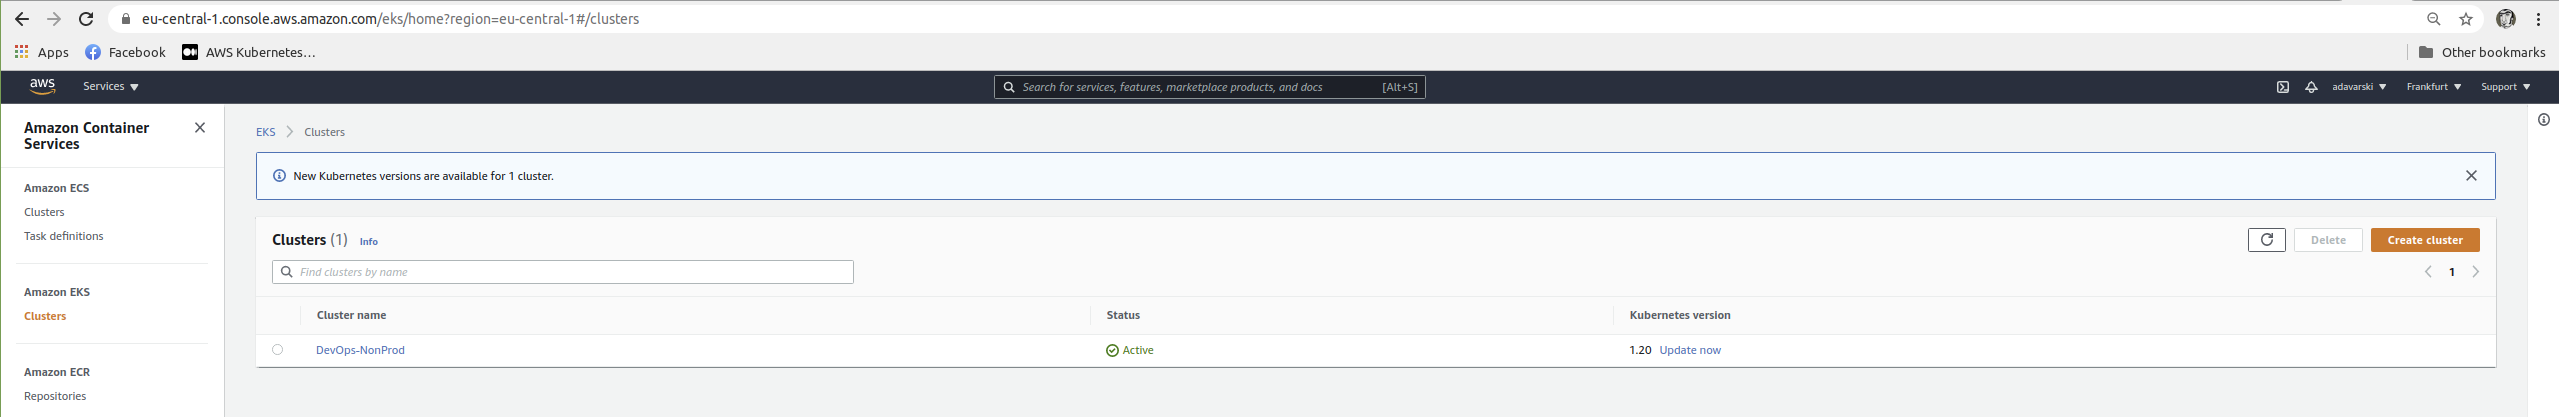 eu-central-1.console.aws.amazon.com/eks/home?region=eu-central-1#/clusters
Apps Facebook AWS Kubernetes...
Other bookmarks
aws Services Search for services, features, marketplace products, and docs [Alt+S] adavarski Frankfurt Support
Amazon Container
Services
Amazon ECS
Clusters
Task definitions
Amazon EKS
Clusters
Amazon ECR
Repositories
EKS Clusters
New Kubernetes versions are available for 1 cluster.
Clusters (1) Info
Delete Create cluster
Find clusters by name
1
Cluster name Status Kubernetes version
DevOps-NonProd Active 1.20 Update now